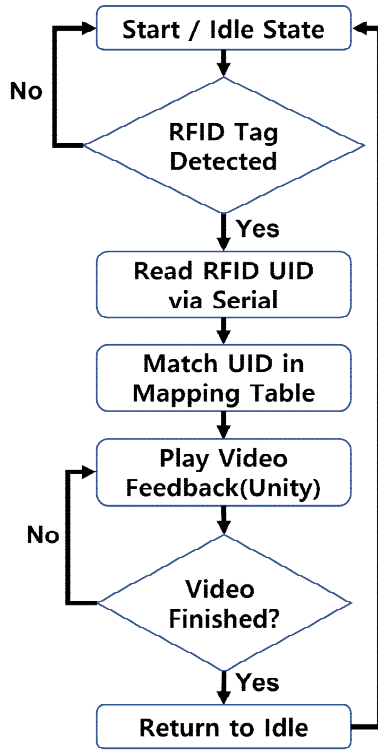 Start / Idle State
No
RFID Tag
Detected
Yes
Read RFID UID
via Serial
Match UID in
Mapping Table
Play Video
Feedback(Unity)
No
Video
Finished?
Yes
Return to Idle